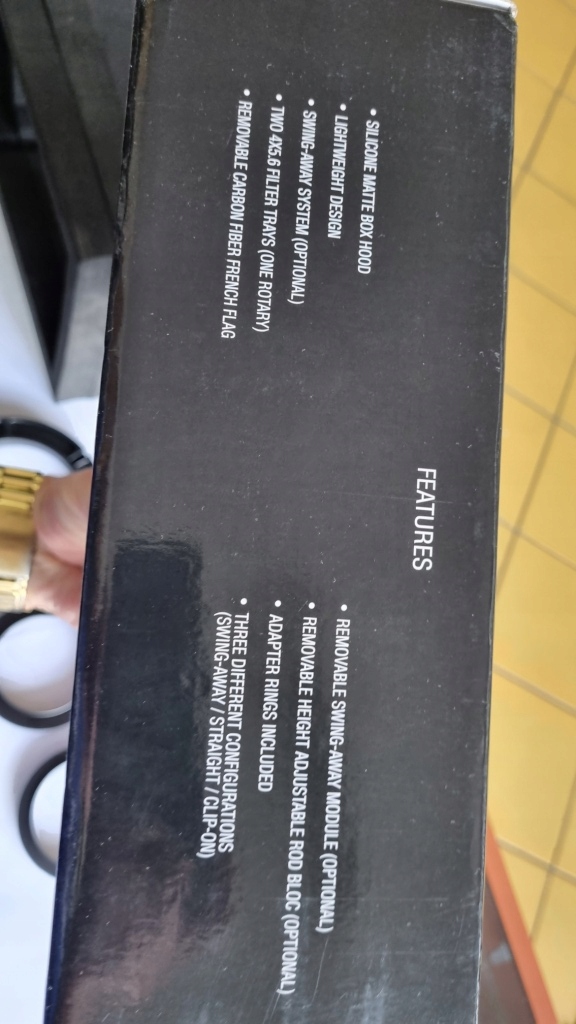 FEATURES
• SILICONE MATTE BOX HOOD
• LIGHTWEIGHT DESIGN
• SWING-AWAY SYSTEM (OPTIONAL)
• TWO 4X5.6 FILTER TRAYS (ONE ROTARY)
• REMOVABLE CARBON FIBER FRENCH FLAG
• REMOVABLE SWING-AWAY MODULE (OPTIONAL)
• REMOVABLE HEIGHT ADJUSTABLE ROD BLOC (OPTIONAL)
• ADAPTER RINGS INCLUDED
• THREE DIFFERENT CONFIGURATIONS
(SWING-AWAY / STRAIGHT / CLIP-ON)